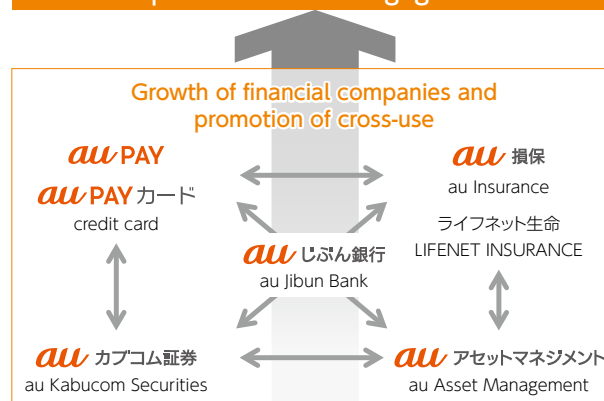 Growth of financial companies and
promotion of cross-use
au PAY
au PAY カード
credit card
au 損保
au Insurance
ライフネット生命
LIFENET INSURANCE
au じぶん銀行
au Jibun Bank
au カブコム証券
au Kabucom Securities
au アセットマネジメント
au Asset Management